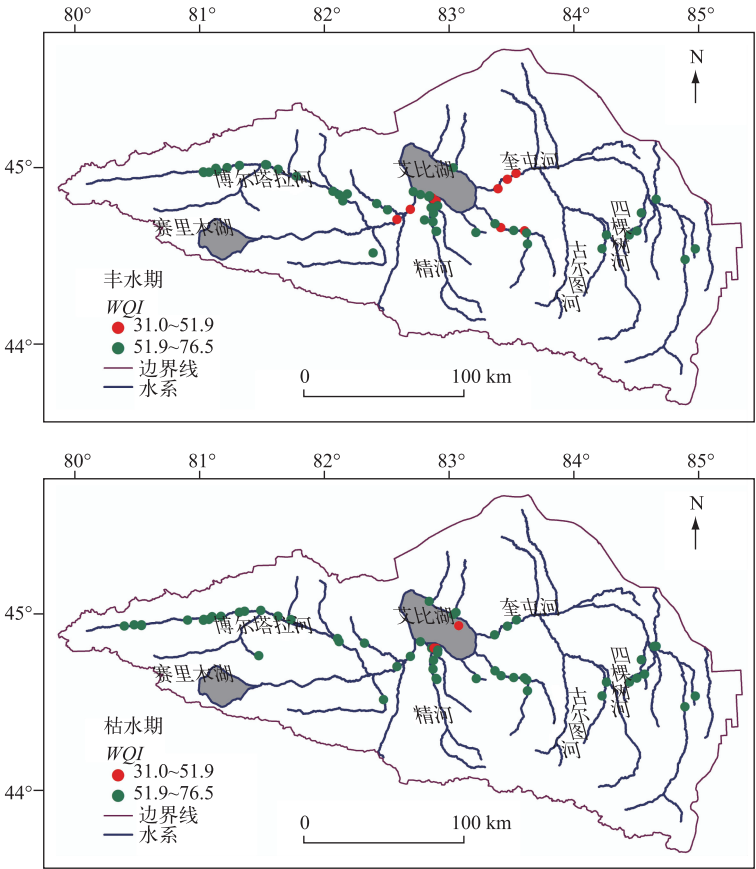 80° 81° 82° 83° 84° 85°
N
45°
艾比湖
奎屯河
博尔塔拉河
赛里木湖
四棵树河
古尔图河
精河
44°
丰水期
WQI
31.0~51.9
51.9~76.5
边界线
水系
0 100 km
80° 81° 82° 83° 84° 85°
N
45°
艾比湖
奎屯河
博尔塔拉河
赛里木湖
四棵树河
古尔图河
精河
44°
枯水期
WQI
31.0~51.9
51.9~76.5
边界线
水系
0 100 km